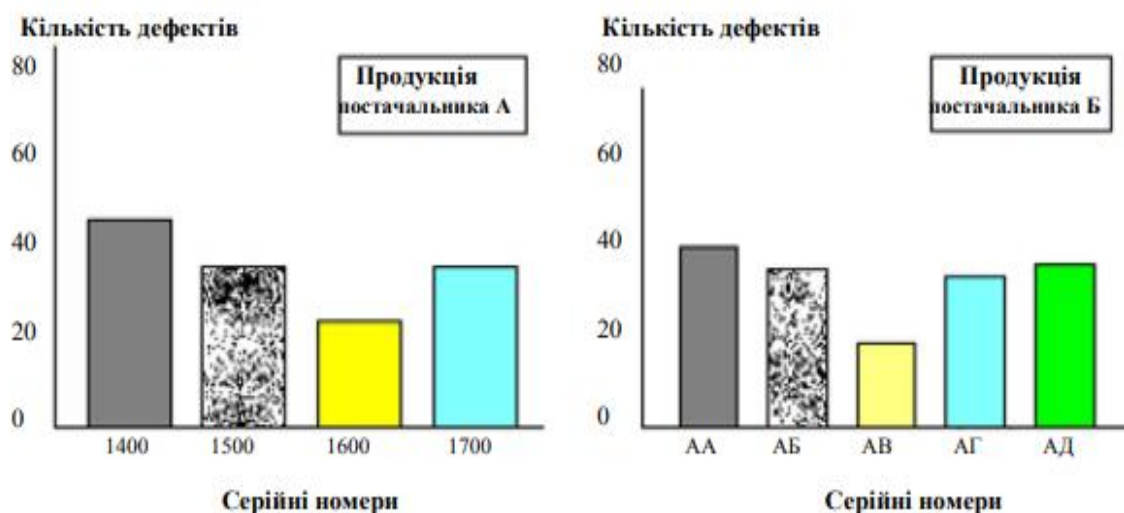 Кількість дефектів
80
60
40
20
0
Продукція
постачальника А
1400 1500 1600 1700
Серійні номери
Кількість дефектів
80
60
40
20
0
Продукція
постачальника Б
АА АБ АВ АГ АД
Серійні номери